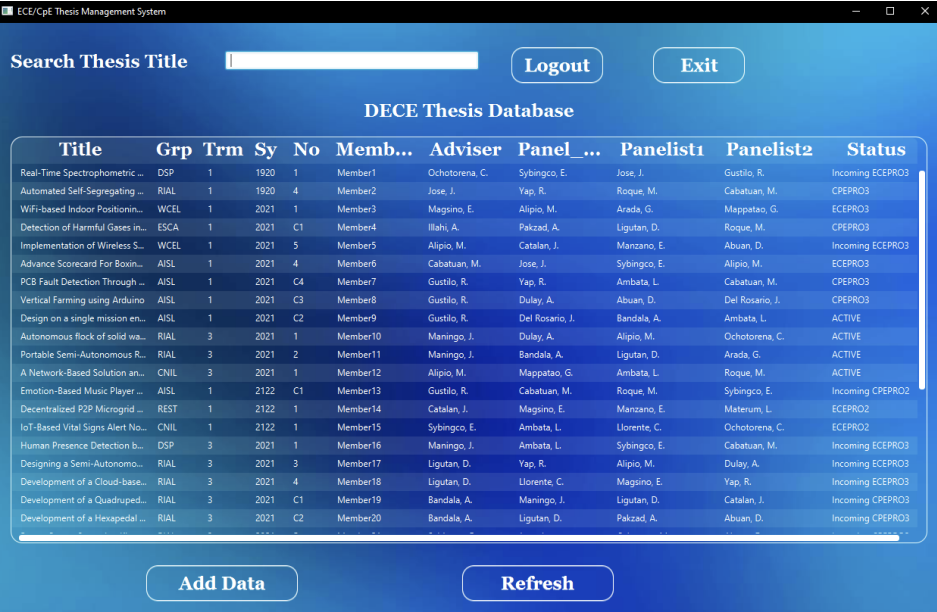 ECE/CpE Thesis Management System
Search Thesis Title Logout Exit
DECE Thesis Database
Title Grp Trm Sy No Memb... Adviser Panel_... Panelist1 Panelist2 Status
Real-Time Spectrophometric ... DSP 1 1920 1 Member1 Ochotorena, C. Sybingco, E. Jose, J. Gustilo, R. Incoming ECEPRO3
Automated Self-Segregating ... RIAL 1 1920 4 Member2 Jose, J. Yap, R. Roque, M. Cabatuan, M. CPEPRO3
WiFi-based Indoor Positionin... WCEL 1 2021 1 Member3 Magsino, E. Alipio, M. Arada, G. Mappatao, G. ECEPRO3
Detection of Harmful Gases in... ESCA 1 2021 C1 Member4 Illahi, A. Pakzad, A. Ligutan, D. Roque, M. CPEPRO3
Implementation of Wireless S... WCEL 1 2021 5 Member5 Alipio, M. Catalan, J. Manzano, E. Abuan, D. Incoming ECEPRO3
Advance Scorecard For Boxin... AISL 1 2021 4 Member6 Cabatuan, M. Jose, J. Sybingco, E. Alipio, M. ECEPRO3
PCB Fault Detection Through ... AISL 1 2021 C4 Member7 Gustilo, R. Yap, R. Ambata, L. Cabatuan, M. CPEPRO3
Vertical Farming using Arduino AISL 1 2021 C3 Member8 Gustilo, R. Dulay, A. Abuan, D. Del Rosario, J. CPEPRO3
Design on a single mission en... AISL 1 2021 C2 Member9 Gustilo, R. Del Rosario, J. Bandala, A. Ambata, L. ACTIVE
Autonomous flock of solid wa... RIAL 3 2021 1 Member10 Maningo, J. Dulay, A. Alipio, M. Ochotorena, C. ACTIVE
Portable Semi-Autonomous R... RIAL 3 2021 2 Member11 Maningo, J. Bandala, A. Ligutan, D. Arada, G. ACTIVE
A Network-Based Solution an... CNIL 3 2021 1 Member12 Alipio, M. Mappatao, G. Ambata, L. Roque, M. ACTIVE
Emotion-Based Music Player ... AISL 1 2122 C1 Member13 Gustilo, R. Cabatuan, M. Roque, M. Sybingco, E. Incoming CPEPRO2
Decentralized P2P Microgrid ... REST 1 2122 1 Member14 Catalan, J. Magsino, E. Manzano, E. Materum, L. ECEPRO2
IoT-Based Vital Signs Alert No... CNIL 1 2122 1 Member15 Sybingco, E. Ambata, L. Llorente, C. Ochotorena, C. ECEPRO2
Human Presence Detection b... DSP 3 2021 1 Member16 Maningo, J. Ambata, L. Sybingco, E. Cabatuan, M. Incoming ECEPRO3
Designing a Semi-Autonomo... RIAL 3 2021 3 Member17 Ligutan, D. Yap, R. Alipio, M. Dulay, A. Incoming ECEPRO3
Development of a Cloud-base... RIAL 3 2021 4 Member18 Ligutan, D. Llorente, C. Magsino, E. Yap, R. Incoming ECEPRO3
Development of a Quadruped... RIAL 3 2021 C1 Member19 Bandala, A. Maningo, J. Ligutan, D. Catalan, J. Incoming CPEPRO3
Development of a Hexapedal ... RIAL 3 2021 C2 Member20 Bandala, A. Ligutan, D. Pakzad, A. Abuan, D. Incoming CPEPRO3
Add Data Refresh